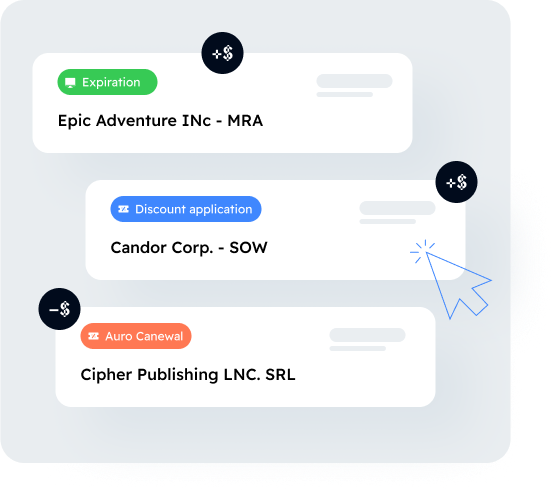 +$
Expiration
Epic Adventure INc - MRA
+$
Discount application
Candor Corp. - SOW
-$
Auro Canewal
Cipher Publishing LNC. SRL